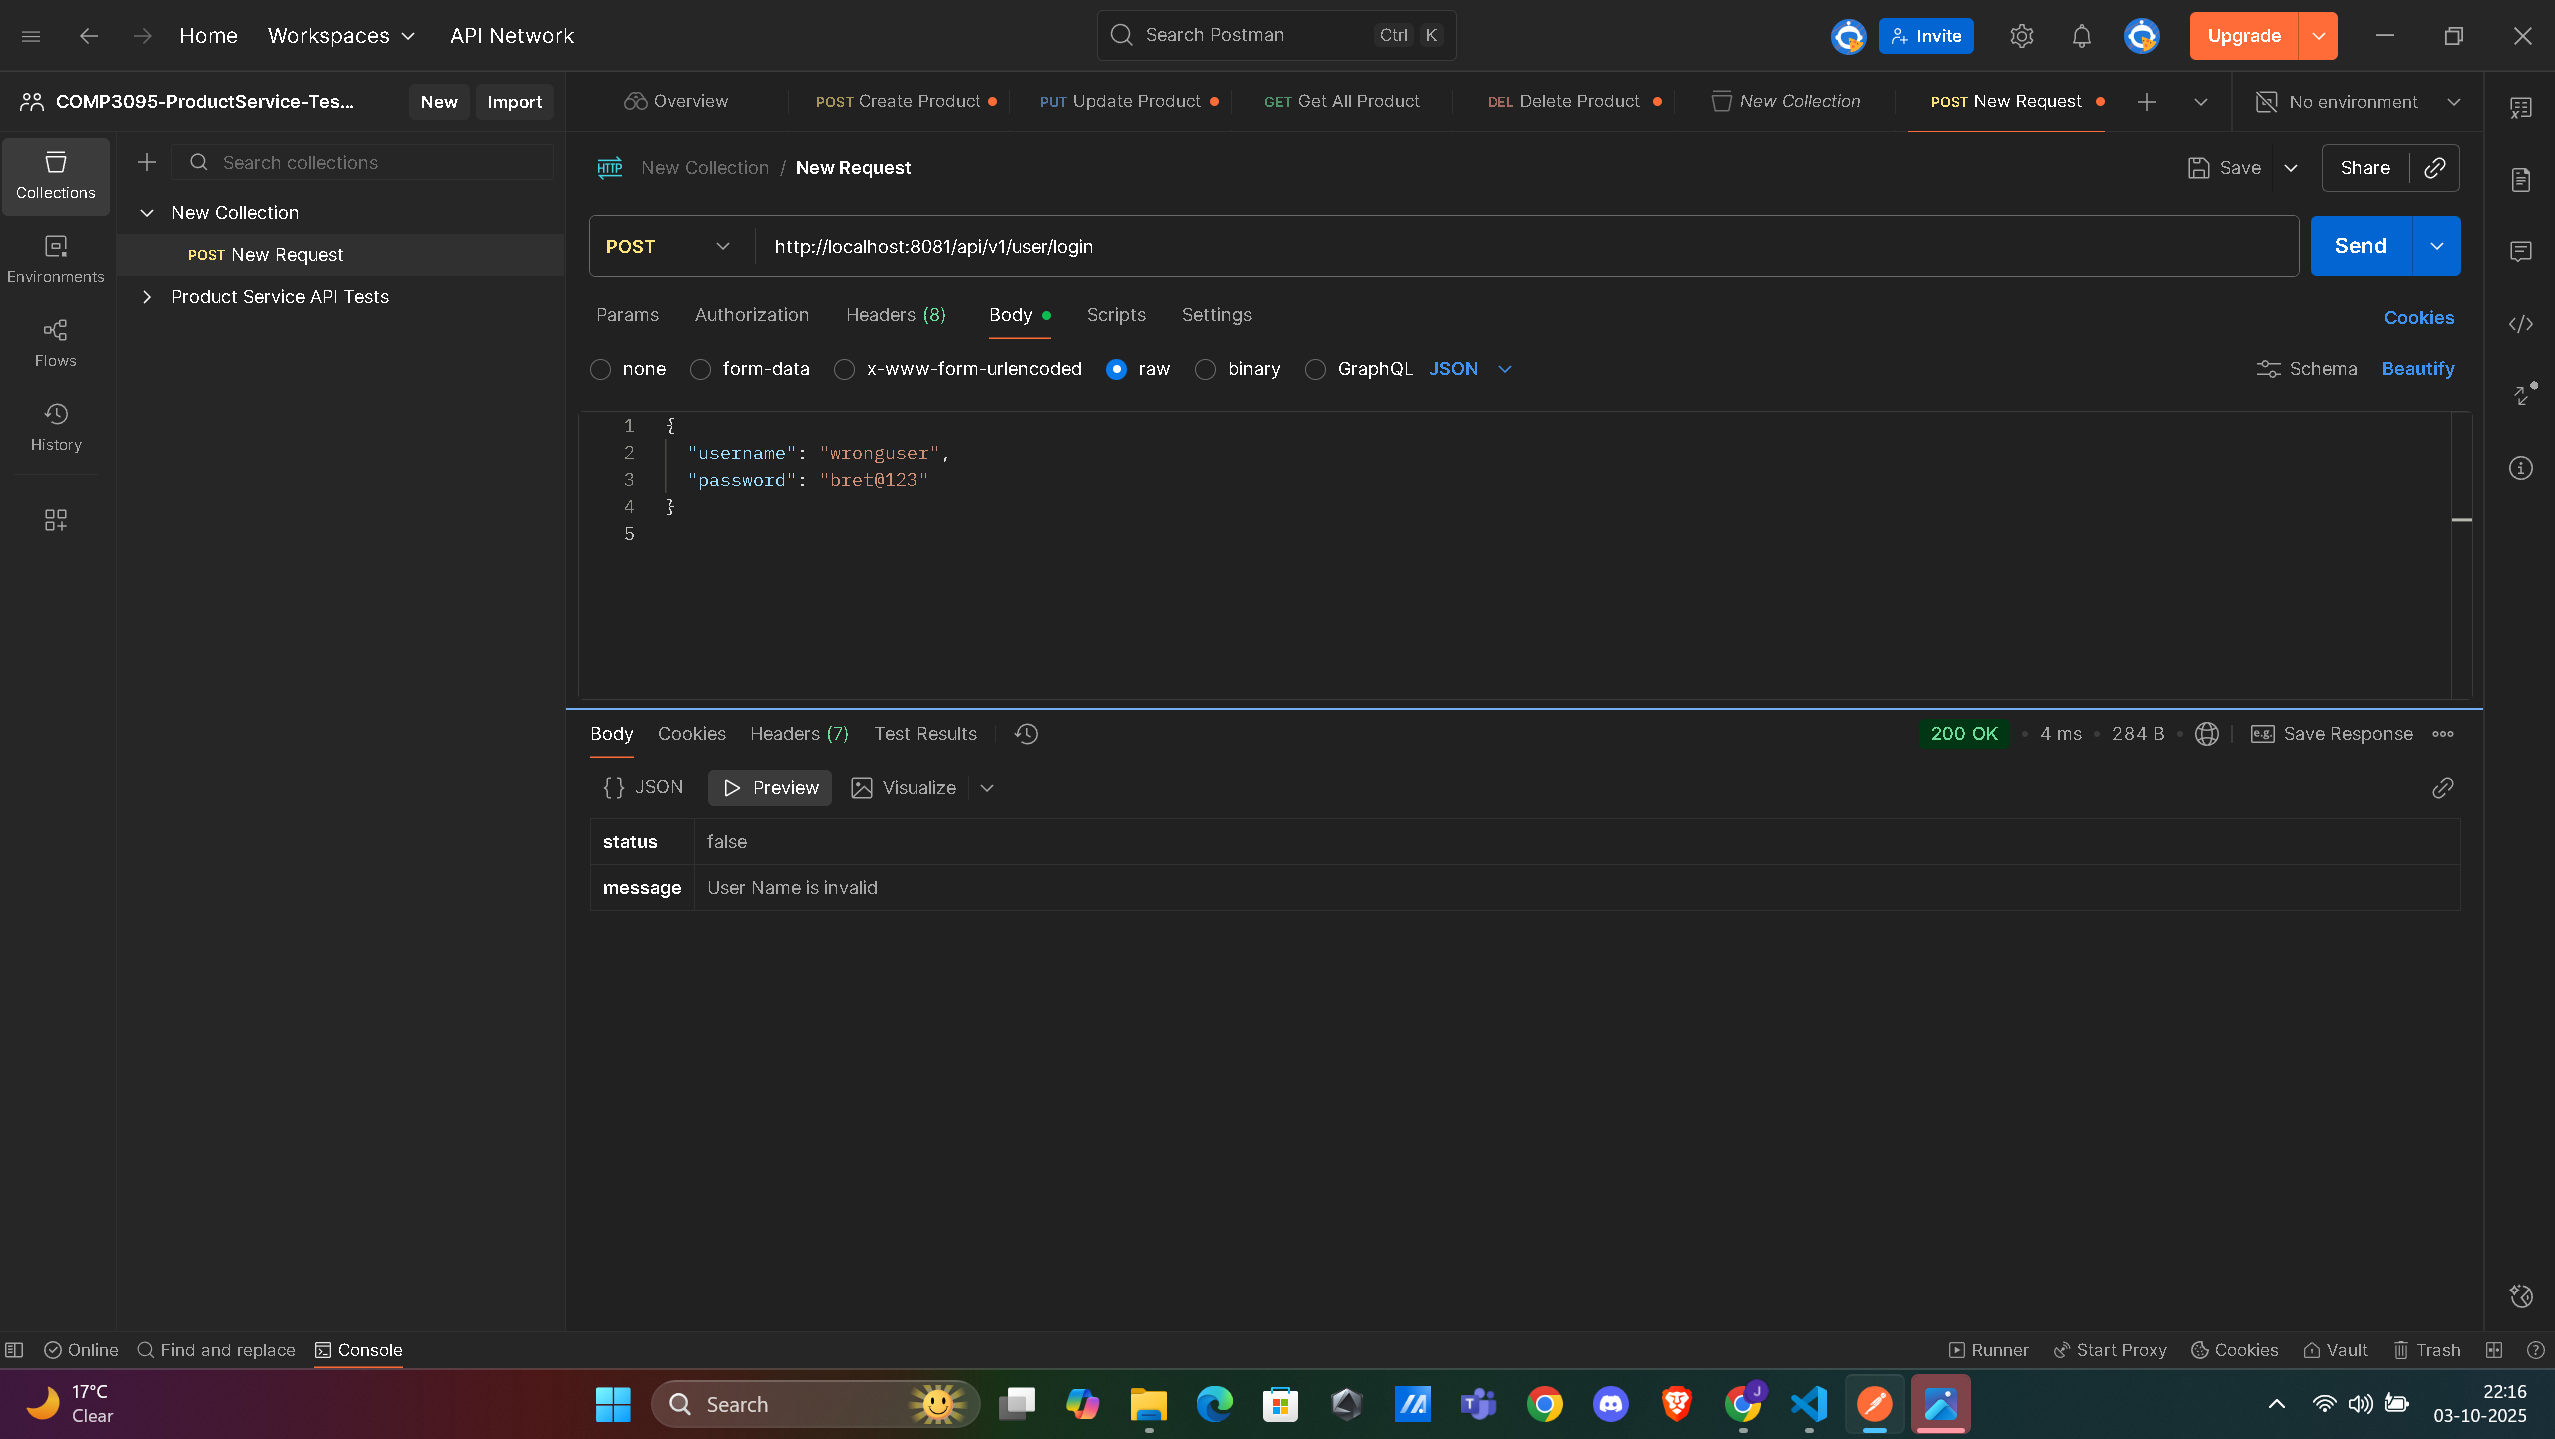 Home Workspaces API Network Search Postman Ctrl K Invite Upgrade
COMP3095-ProductService-Tes... New Import Overview POST Create Product PUT Update Product GET Get All Product DEL Delete Product New Collection POST New Request No environment
Search collections
Collections
Environments
Flows
History
New Collection
POST New Request
Product Service API Tests
HTTP New Collection / New Request Save Share
POST http://localhost:8081/api/v1/user/login Send
Params Authorization Headers (8) Body Scripts Settings Cookies
none form-data x-www-form-urlencoded raw binary GraphQL JSON Schema Beautify
1 {
2 "username": "wronguser",
3 "password": "bret@123"
4 }
5
Body Cookies Headers (7) Test Results 200 OK • 4 ms • 284 B • e.g. Save Response
{} JSON Preview Visualize
status false
message User Name is invalid
Online Find and replace Console Runner Start Proxy Cookies Vault Trash
17°C
Clear
Search
J
22:16
03-10-2025